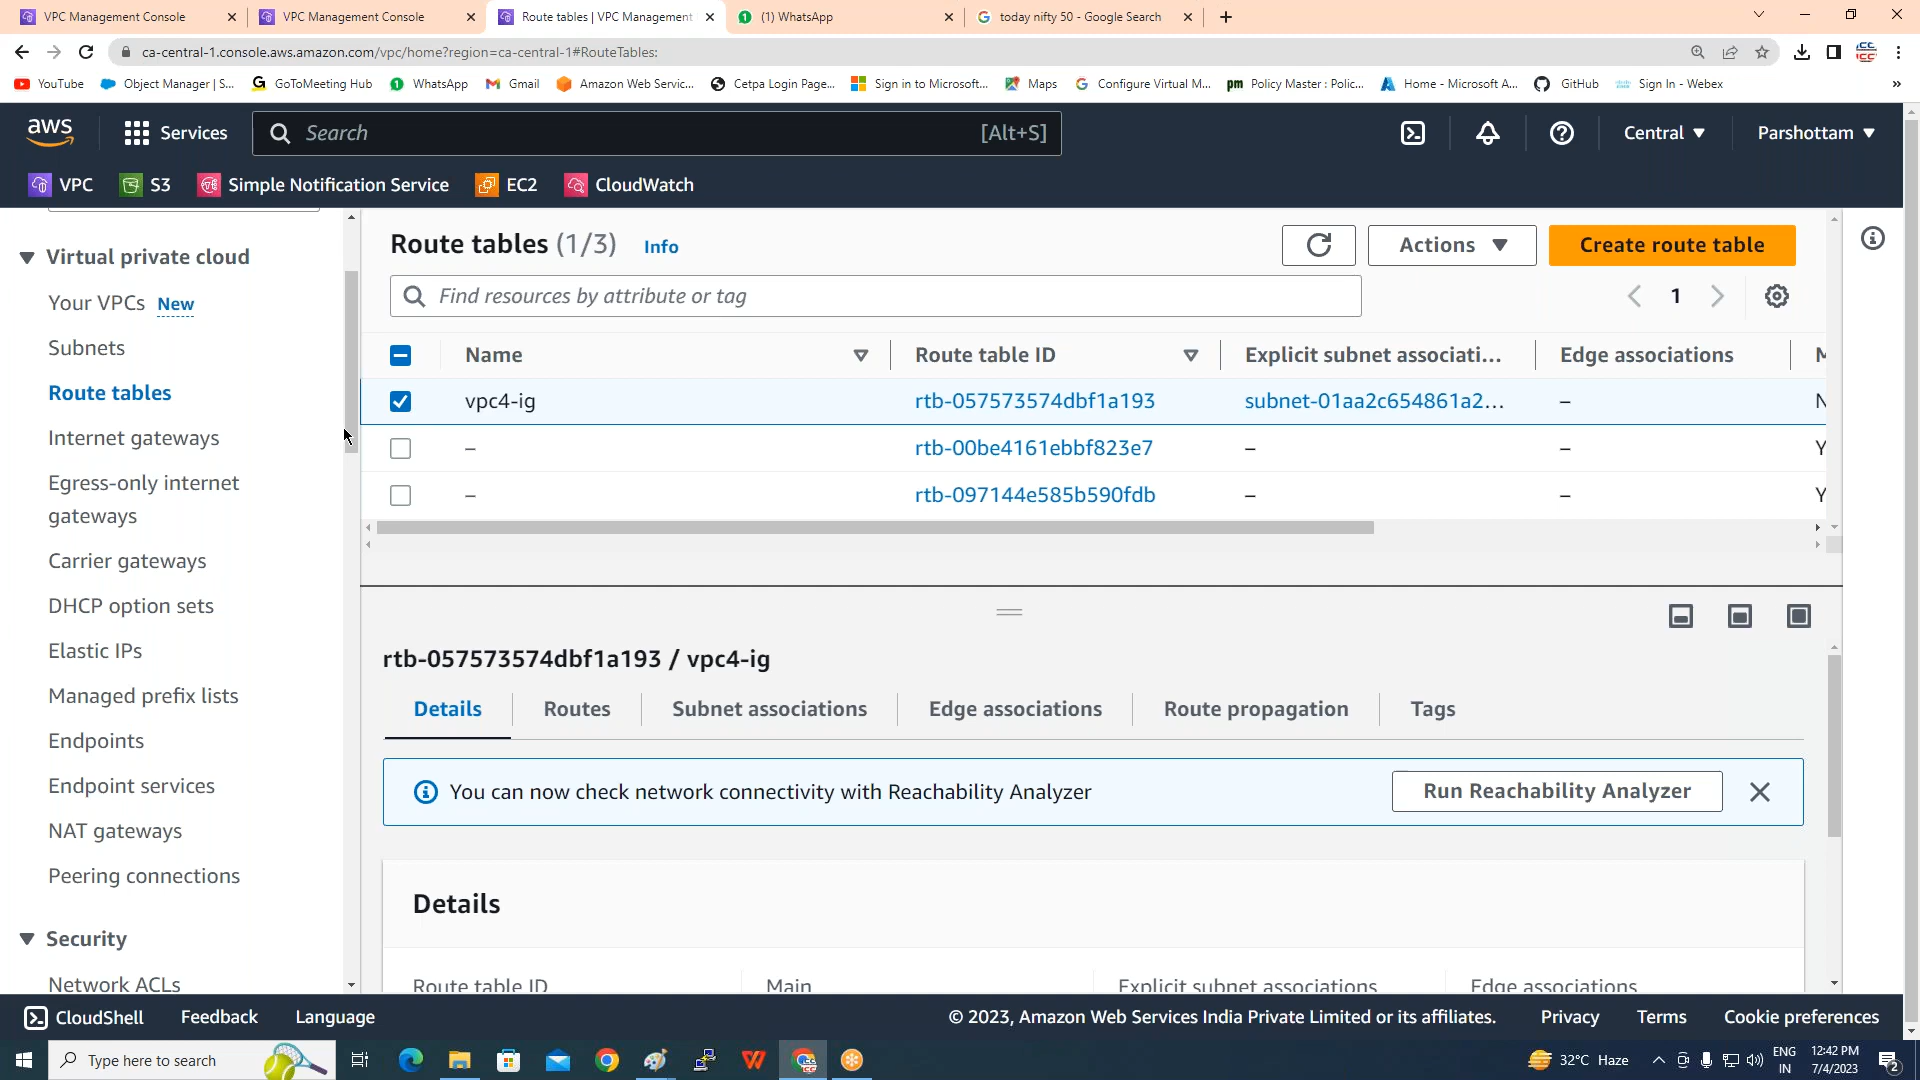 VPC Management Console
VPC Management Console
Route tables | VPC Management
(1) WhatsApp
today nifty 50 - Google Search
ca-central-1.console.aws.amazon.com/vpc/home?region=ca-central-1#RouteTables:
YouTube
Object Manager | S...
GoToMeeting Hub
WhatsApp
Gmail
Amazon Web Servic...
Cetpa Login Page...
Sign in to Microsoft...
Maps
Configure Virtual M...
Policy Master : Polic...
Home - Microsoft A...
GitHub
Sign In - Webex
»
aws
Services
Search
[Alt+S]
Central
Parshottam
VPC
S3
Simple Notification Service
EC2
CloudWatch
Virtual private cloud
Your VPCs New
Subnets
Route tables
Internet gateways
Egress-only internet
gateways
Carrier gateways
DHCP option sets
Elastic IPs
Managed prefix lists
Endpoints
Endpoint services
NAT gateways
Peering connections
Security
Network ACLs
Route tables (1/3) Info
Actions
Create route table
Find resources by attribute or tag
1
Name
Route table ID
Explicit subnet associati...
Edge associations
vpc4-ig
rtb-057573574dbf1a193
subnet-01aa2c654861a2...
–
–
rtb-00be4161ebbf823e7
–
–
Y
–
rtb-097144e585b590fdb
–
–
Y
rtb-057573574dbf1a193 / vpc4-ig
Details
Routes
Subnet associations
Edge associations
Route propagation
Tags
You can now check network connectivity with Reachability Analyzer
Run Reachability Analyzer
Details
Route table ID
Main
Explicit subnet associations
Edge associations
CloudShell
Feedback
Language
© 2023, Amazon Web Services India Private Limited or its affiliates.
Privacy
Terms
Cookie preferences
Type here to search
32°C Haze
ENG
IN
12:42 PM
7/4/2023
2